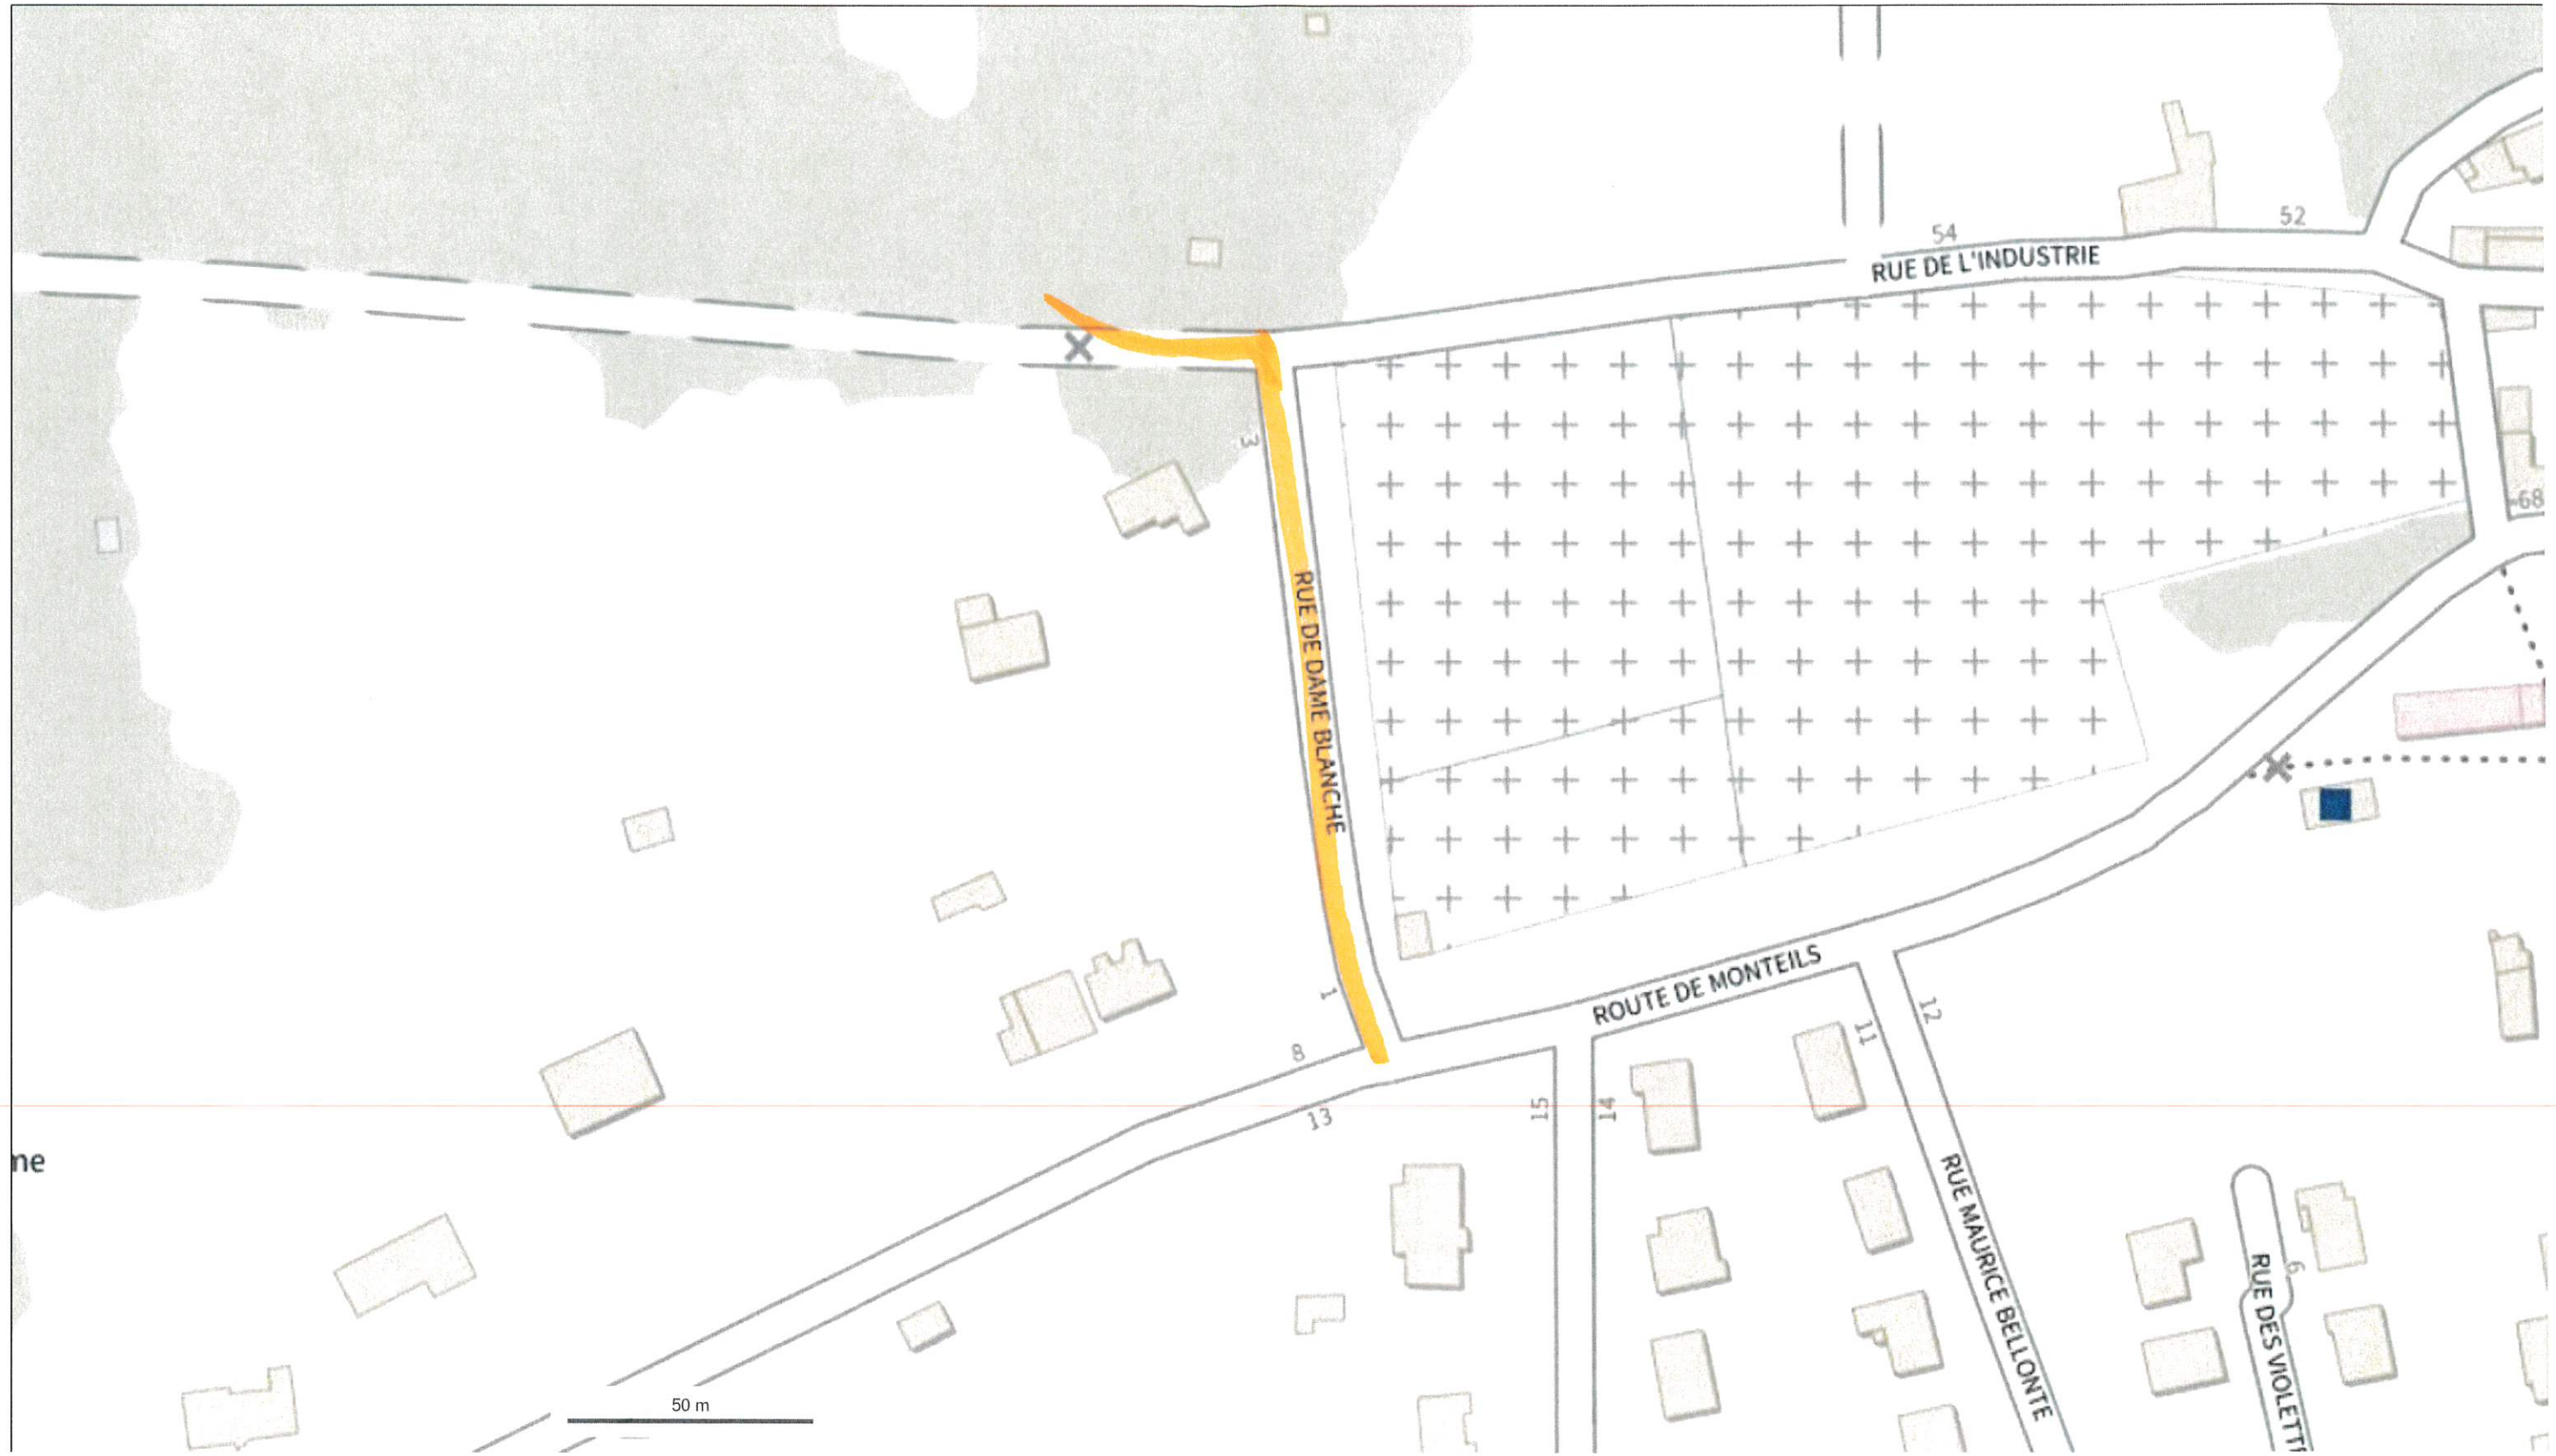 52
54
RUE DE L'INDUSTRIE
3
68
RUE DE DAME BLANCHE
ROUTE DE MONTEILS
1
12
11
8
15
14
13
ne
RUE MAURICE BELLONTE
6
RUE DES VIOLETT
50 m